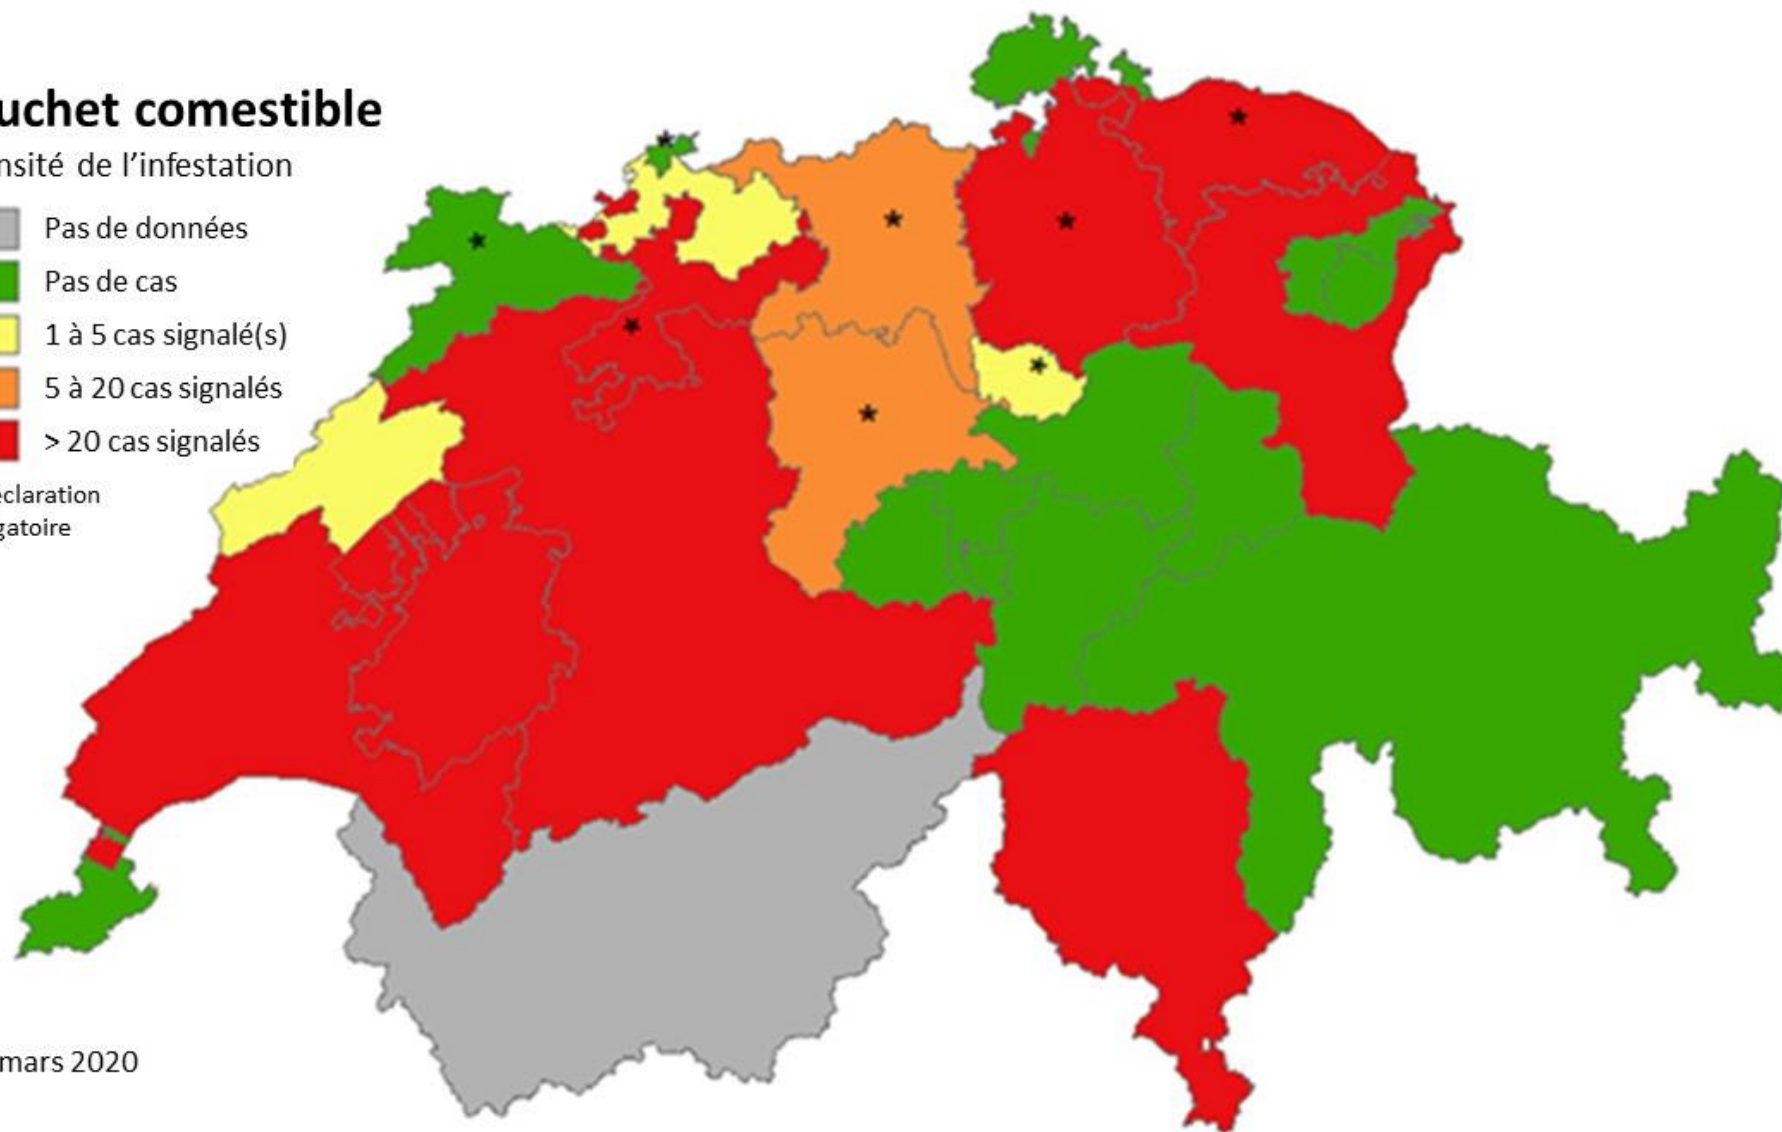 uchet comestible
nsité de l’infestation
Pas de données
Pas de cas
1 à 5 cas signalé(s)
5 à 20 cas signalés
> 20 cas signalés
eclaration
gatoire
mars 2020